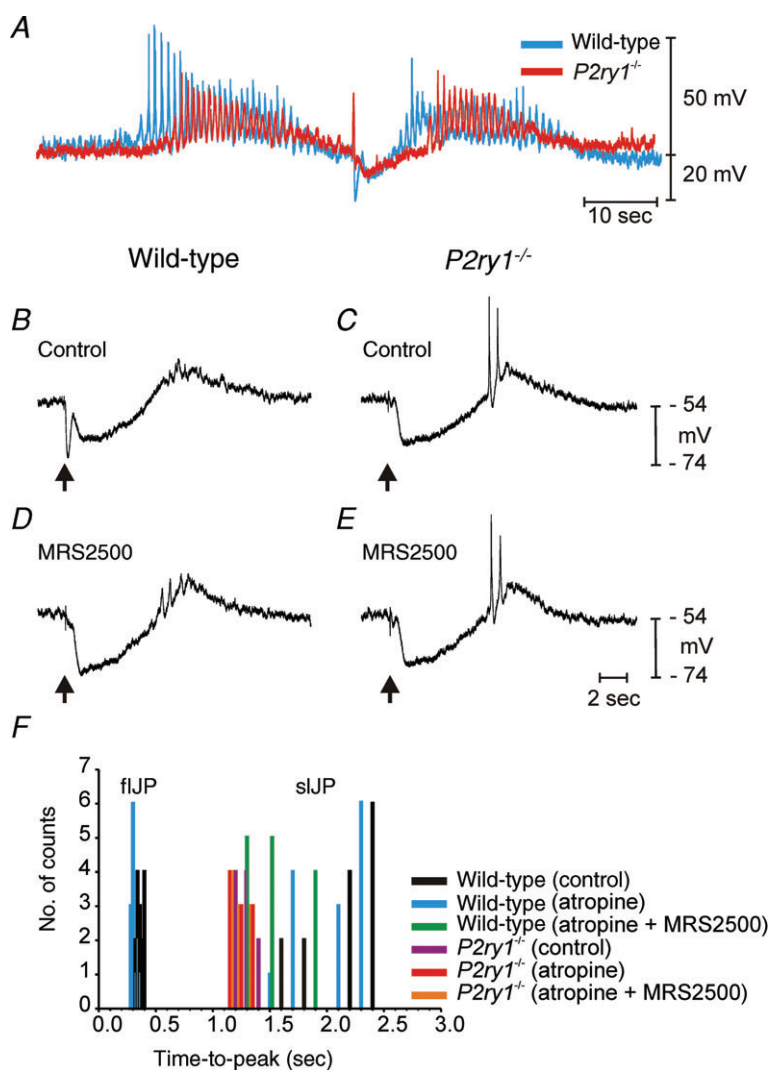 A
Wild-type
P2ry1-/-
50 mV
20 mV
10 sec
Wild-type
P2ry1-/-
B
Control
C
Control
- 54
mV
- 74
D
MRS2500
E
MRS2500
- 54
mV
- 74
2 sec
F
7
6
5
4
3
2
1
0
No. of counts
fIJP
sIJP
0.0 0.5 1.0 1.5 2.0 2.5 3.0
Time-to-peak (sec)
Wild-type (control)
Wild-type (atropine)
Wild-type (atropine + MRS2500)
P2ry1-/- (control)
P2ry1-/- (atropine)
P2ry1-/- (atropine + MRS2500)